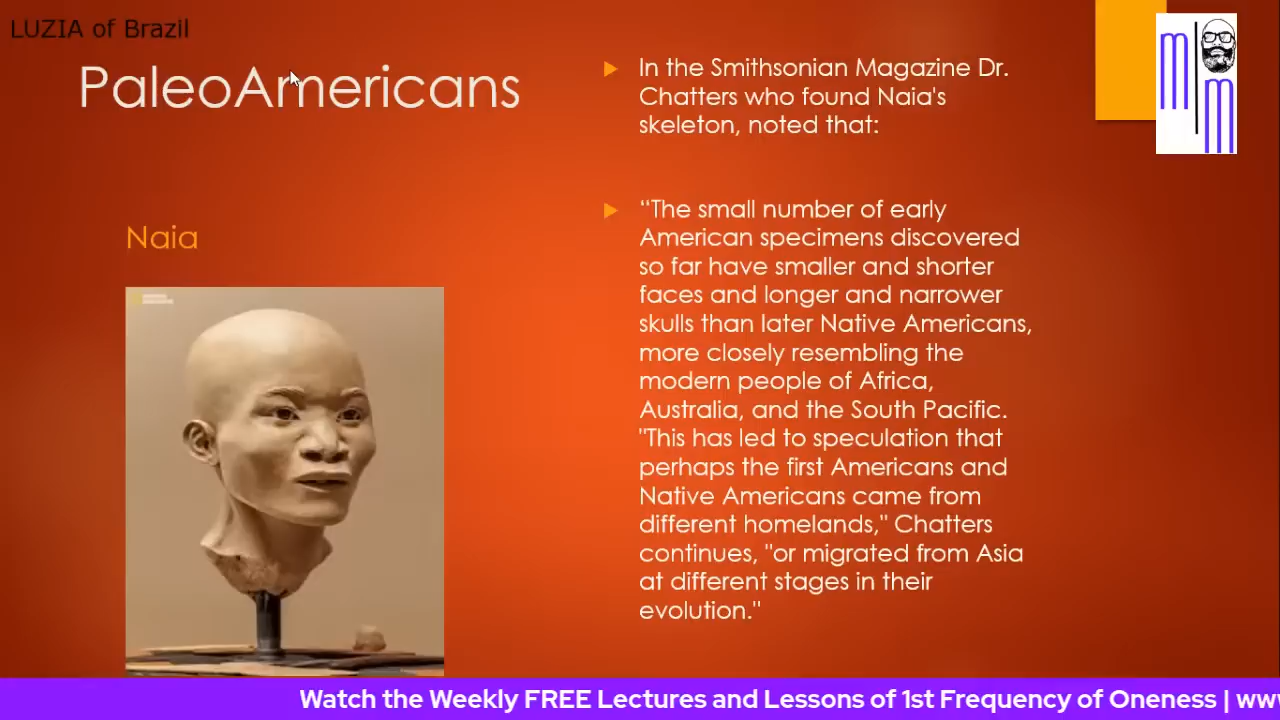 LUZIA of Brazil
PaleoAmericans
Naia
In the Smithsonian Magazine Dr.
Chatters who found Naia's
skeleton, noted that:
“The small number of early
American specimens discovered
so far have smaller and shorter
faces and longer and narrower
skulls than later Native Americans,
more closely resembling the
modern people of Africa,
Australia, and the South Pacific.
"This has led to speculation that
perhaps the first Americans and
Native Americans came from
different homelands," Chatters
continues, "or migrated from Asia
at different stages in their
evolution."
m
m
Watch the Weekly FREE Lectures and Lessons of 1st Frequency of Oneness | ww